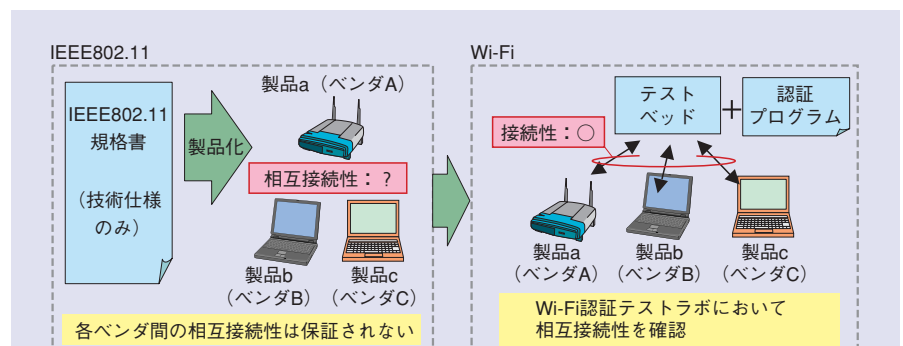 IEEE802.11
IEEE802.11
規格書
(技術仕様
のみ)
製品化
製品a(ベンダA)
相互接続性:?
製品b
(ベンダB)
製品c
(ベンダC)
各ベンダ間の相互接続性は保証されない
Wi-Fi
テスト
ベッド
+
認証
プログラム
接続性:○
製品a
(ベンダA)
製品b
(ベンダB)
製品c
(ベンダC)
Wi-Fi認証テストラボにおいて
相互接続性を確認